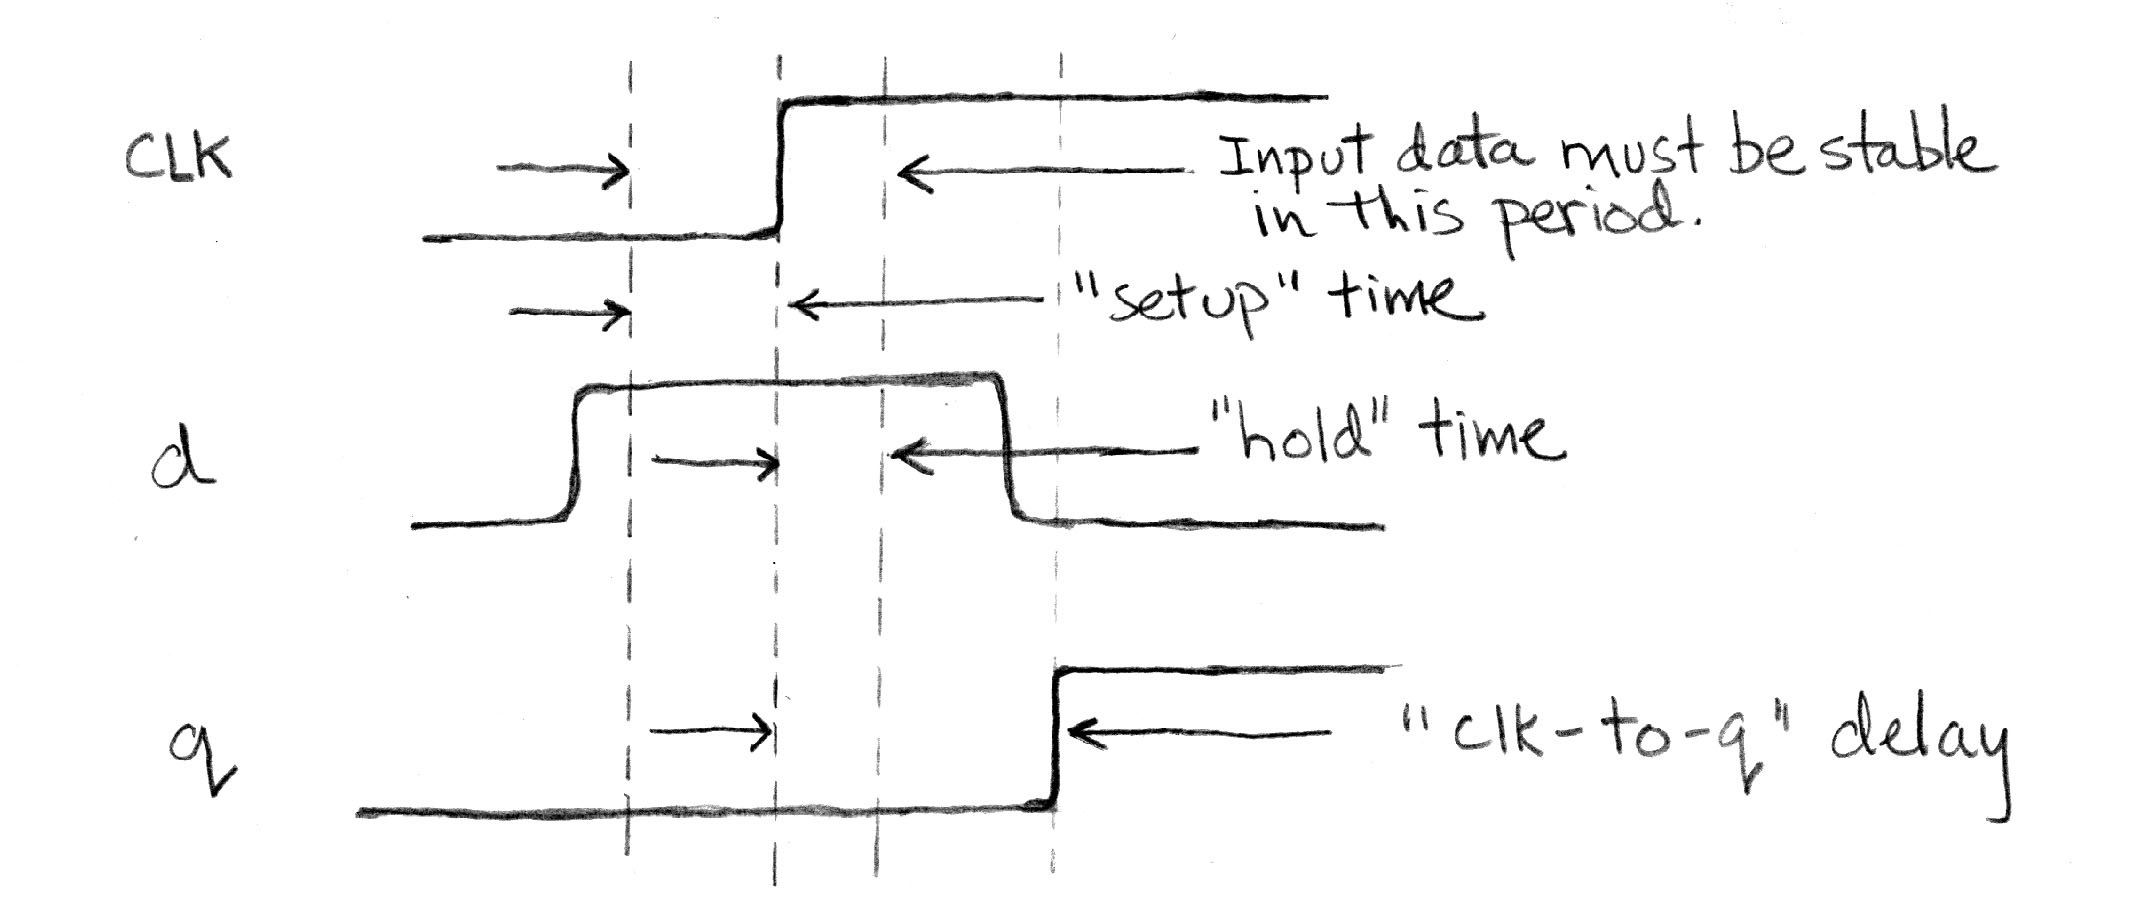 CLK
Input data must be stable
in this period.
"setup" time
d
"hold" time
q
"clk-to-q" delay